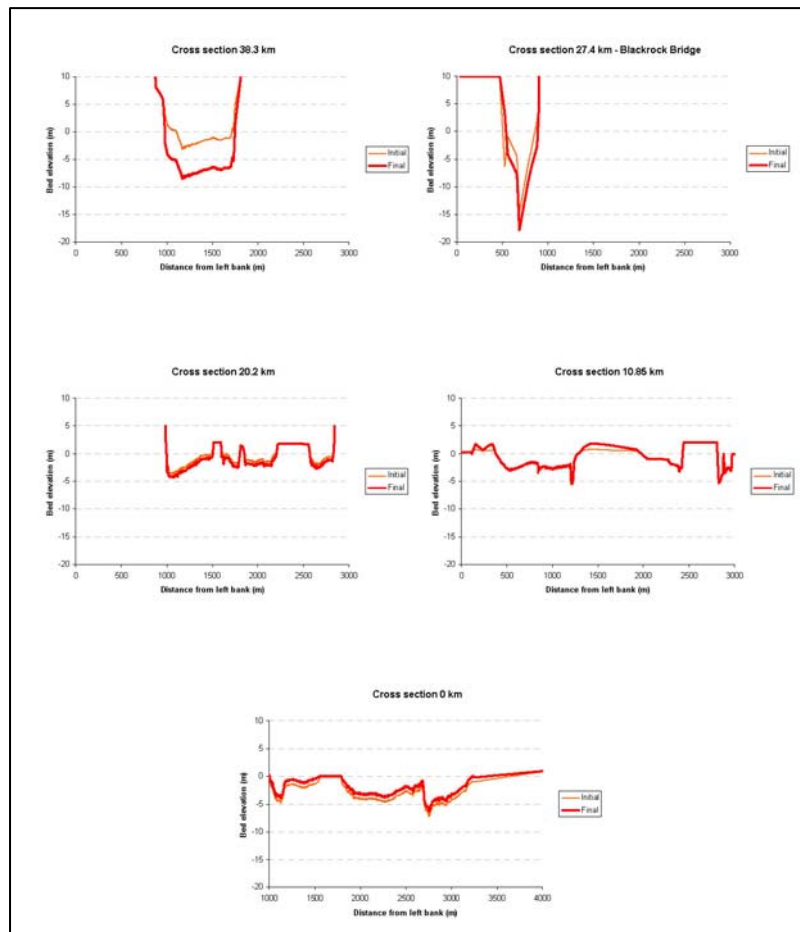 Cross section 38.3 km
Cross section 27.4 km - Blackrock Bridge
10
5
0
-5
-10
-15
-20
Bed elevation (m)
0 500 1000 1500 2000 2500 3000
Distance from left bank (m)
Initial
Final
10
5
0
-5
-10
-15
-20
Bed elevation (m)
0 500 1000 1500 2000 2500 3000
Distance from left bank (m)
Initial
Final
Cross section 20.2 km
Cross section 10.85 km
10
5
0
-5
-10
-15
-20
Bed elevation (m)
0 500 1000 1500 2000 2500 3000
Distance from left bank (m)
Initial
Final
10
5
0
-5
-10
-15
-20
Bed elevation (m)
0 500 1000 1500 2000 2500 3000
Distance from left bank (m)
Initial
Final
Cross section 0 km
10
5
0
-5
-10
-15
-20
Bed elevation (m)
1000 1500 2000 2500 3000 3500 4000
Distance from left bank (m)
Initial
Final